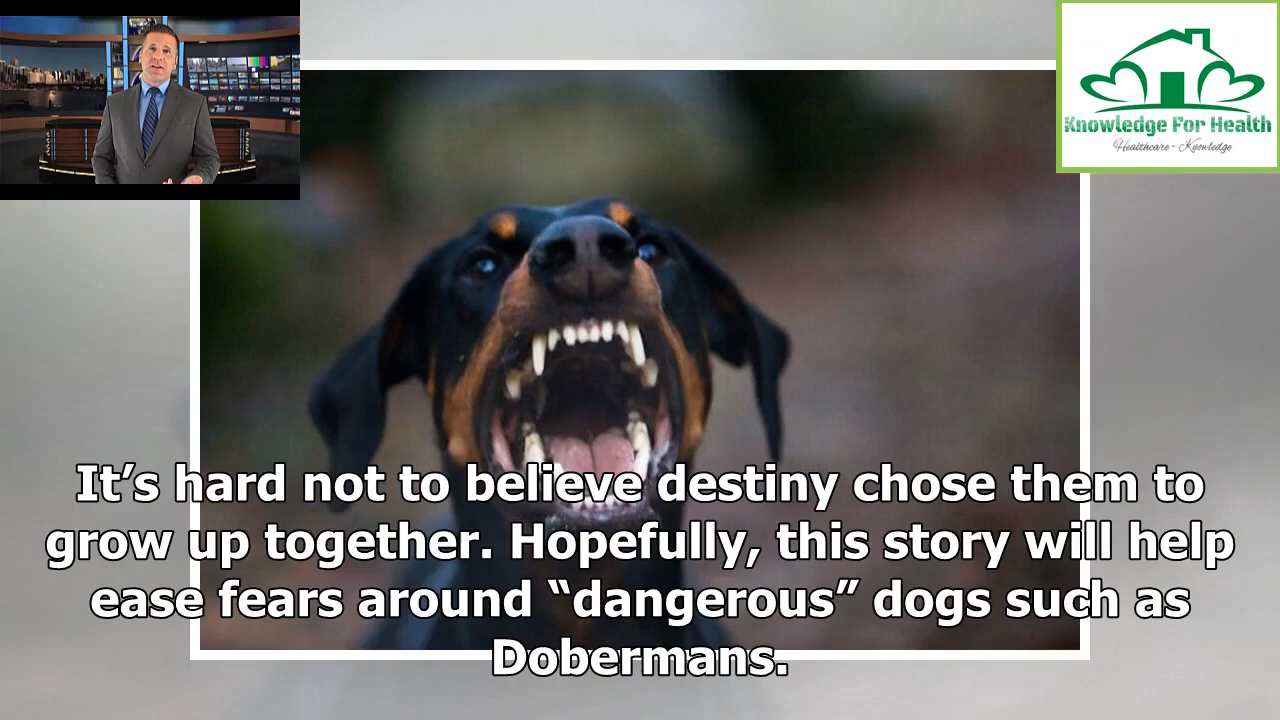 Knowledge For Health
Healthcare - Knowledge
It’s hard not to believe destiny chose them to
grow up together. Hopefully, this story will help
ease fears around “dangerous” dogs such as
Dobermans.